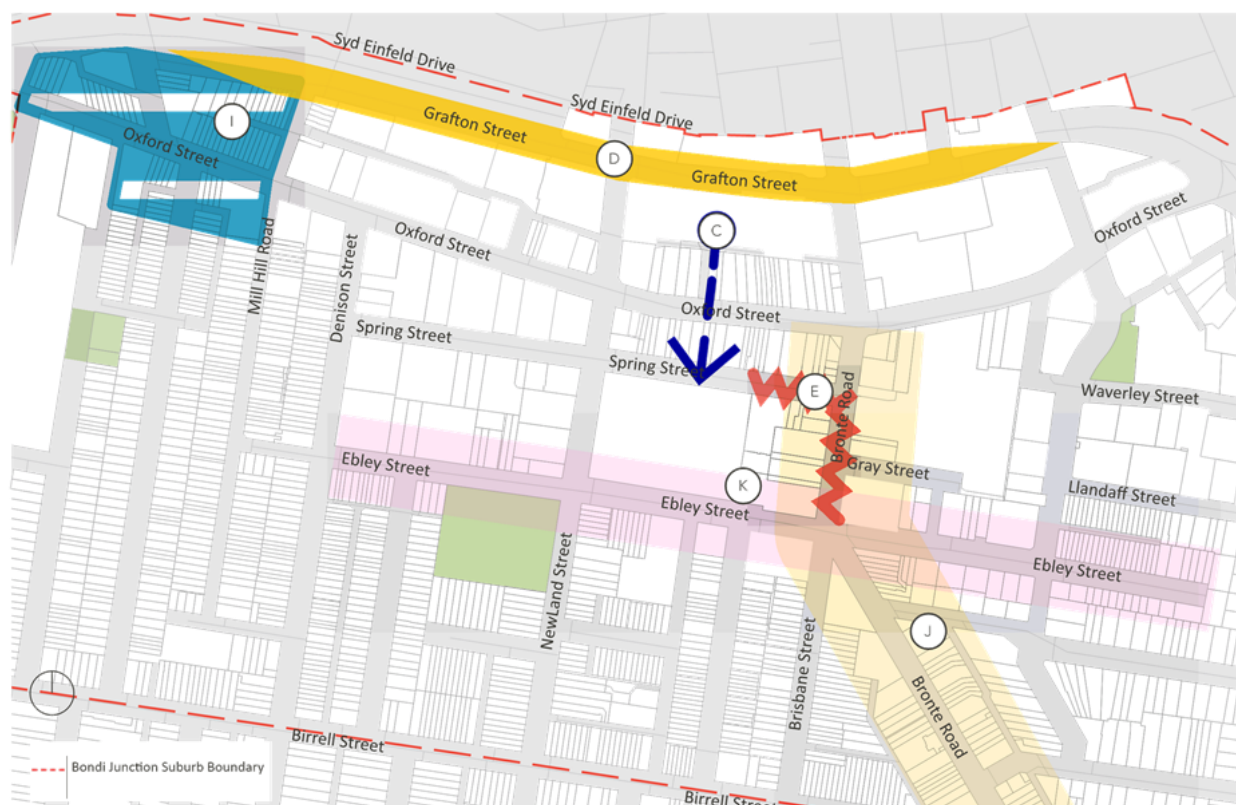 Syd Einfeld Drive
Syd Einfeld Drive
Grafton Street
I
D
Oxford Street
Grafton Street
Oxford Street
C
Oxford Street
Mill Hill Road
Denison Street
Oxford Street
Spring Street
Spring Street
E
Bronte Road
Waverley Street
Ebley Street
K
Gray Street
Llandaff Street
Ebley Street
Ebley Street
NewLand Street
J
Brisbane Street
Bronte Road
Birrell Street
Bondi Junction Suburb Boundary
Birrell Street